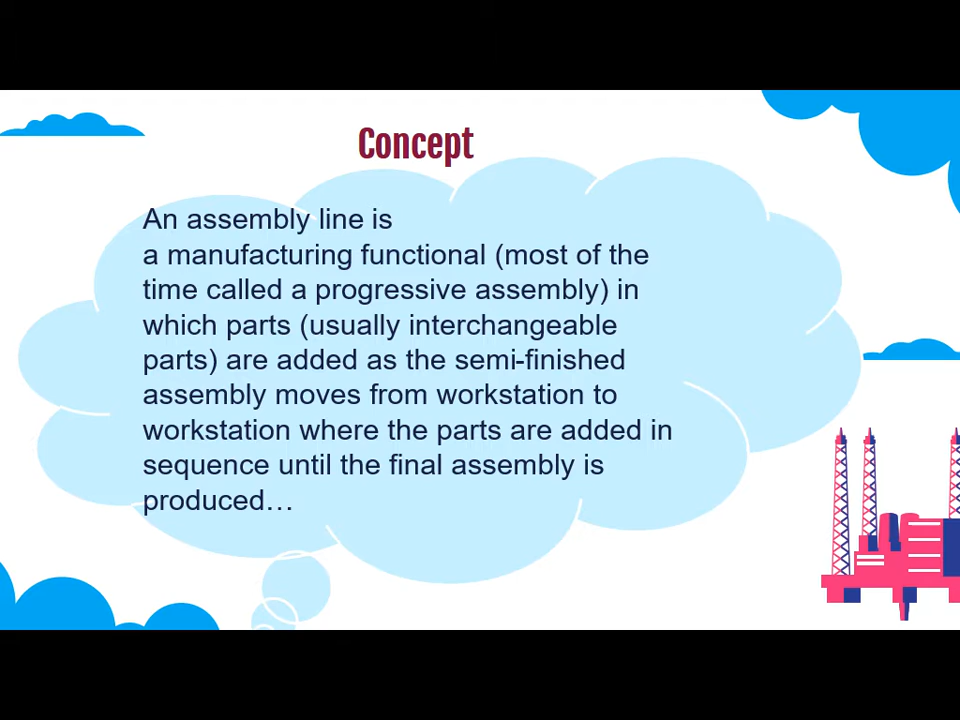 Concept
An assembly line is
a manufacturing functional (most of the
time called a progressive assembly) in
which parts (usually interchangeable
parts) are added as the semi-finished
assembly moves from workstation to
workstation where the parts are added in
sequence until the final assembly is
produced…